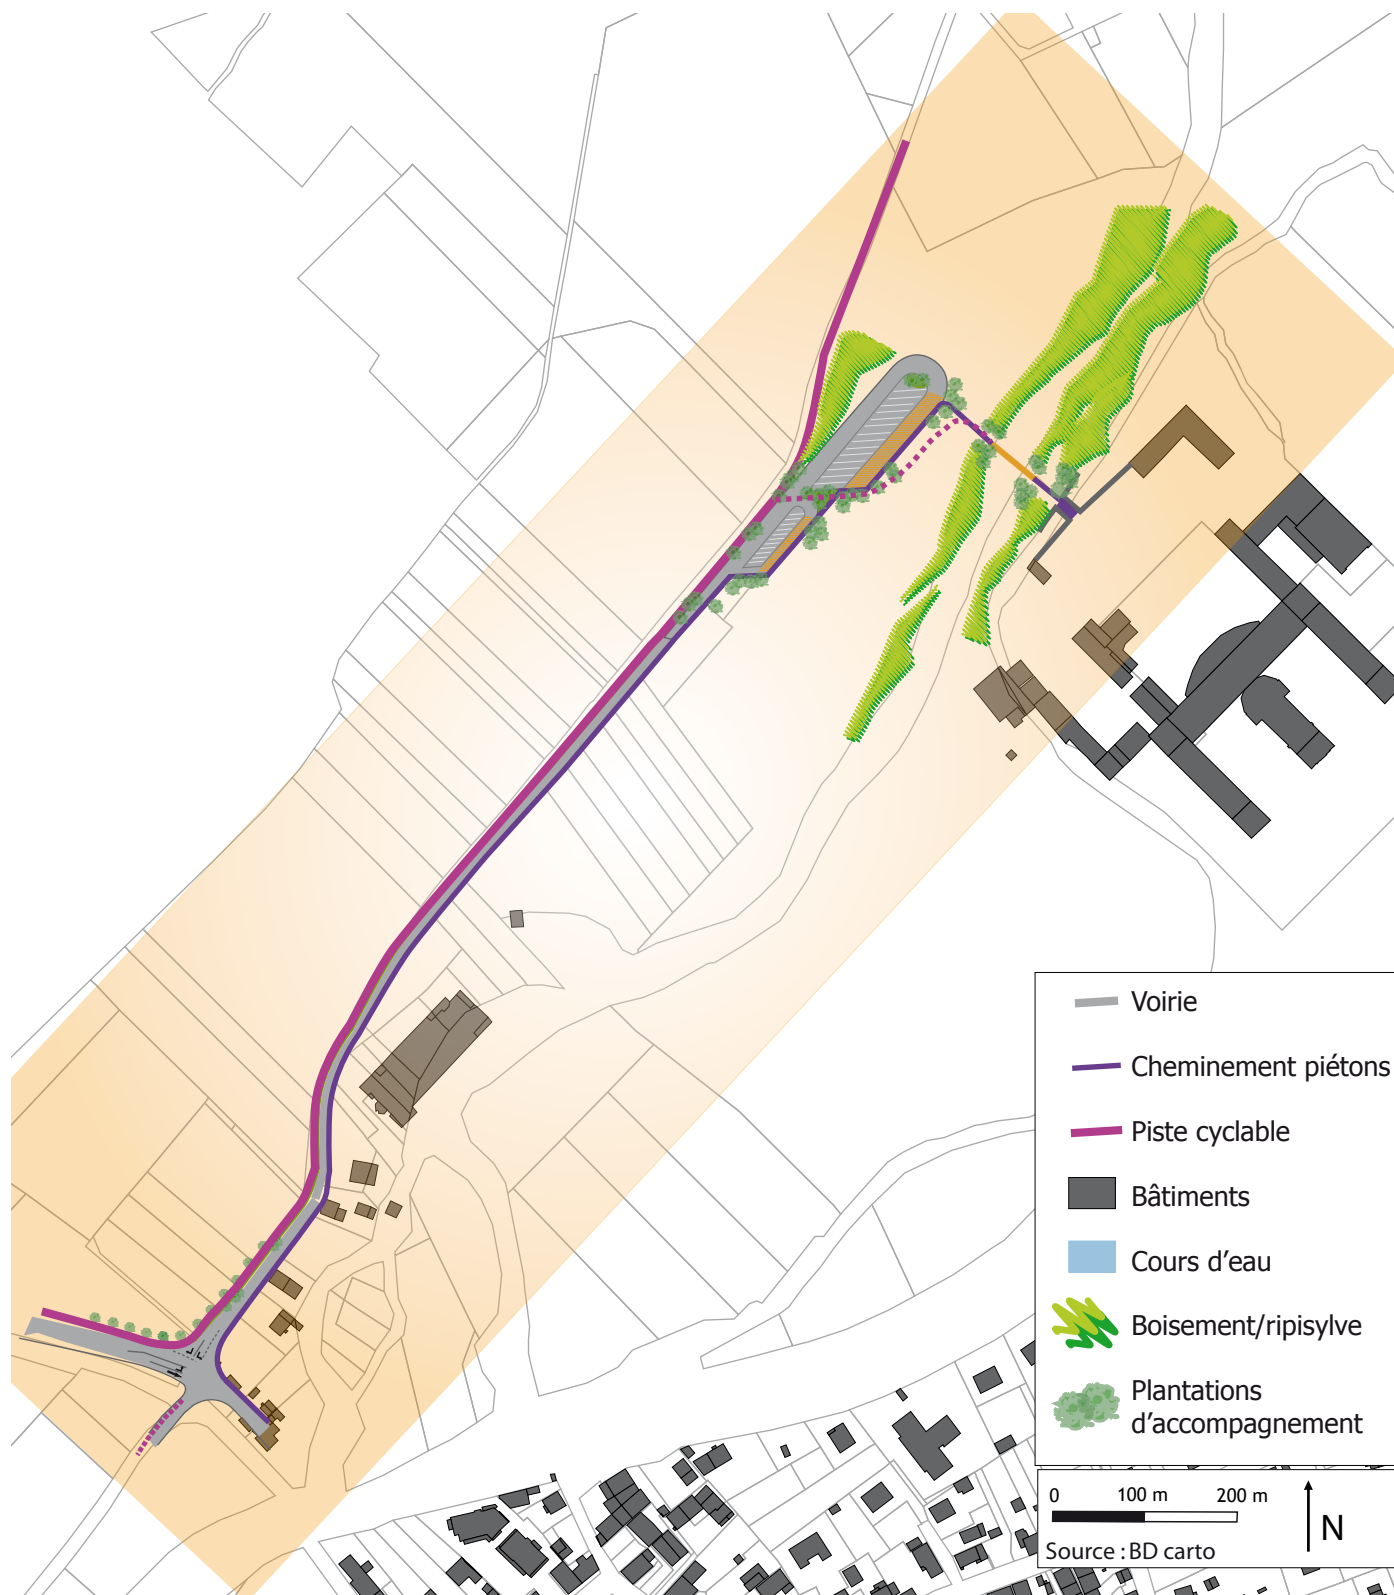 Voirie
Cheminement piétons
Piste cyclable
Bâtiments
Cours d'eau
Boisement/ripisylve
Plantations
d'accompagnement
0 100 m 200 m
N
Source : BD carto